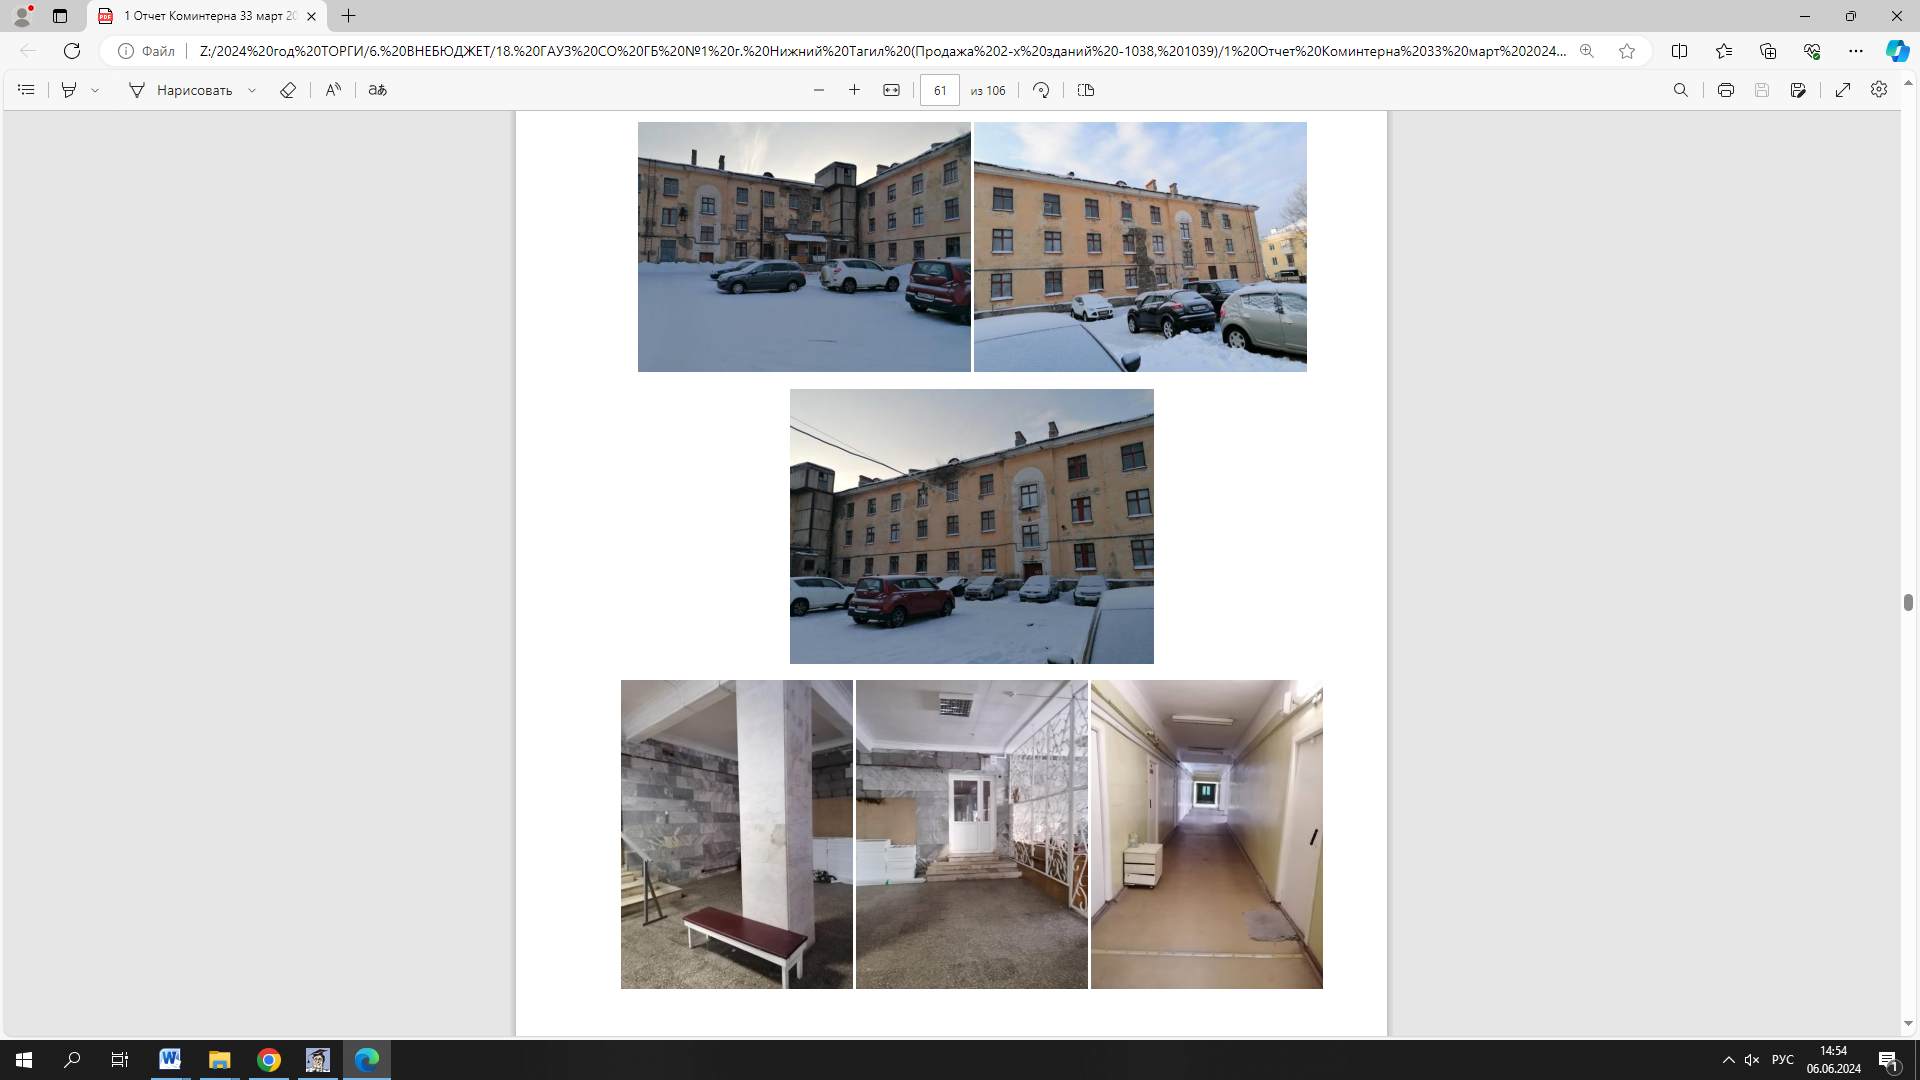 1 Отчет Коминтерна 33 март 20
Файл
Z:/2024%20год%20ТОРГИ/6.%20ВНЕБЮДЖЕТ/18.%20ГАУЗ%20СО%20ГБ%20№1%20г.%20Нижний%20Тагил%20(Продажа%202-х%20зданий%20-1038,%201039)/1%20Отчет%20Коминтерна%2033%20март%202024...
Нарисовать
61
из 106
РУС
14:54
06.06.2024
1